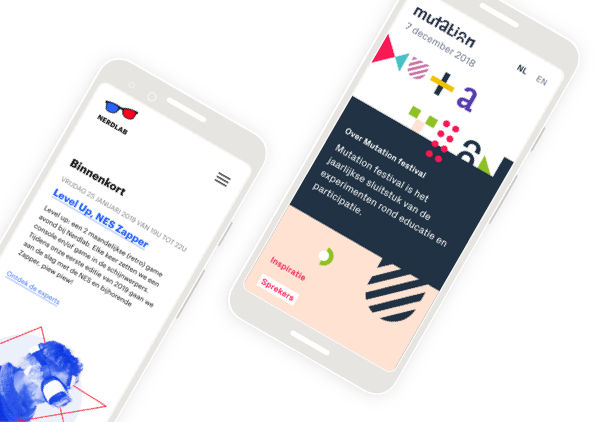 NERDLAB
Binnenkort
VRIJDAG 25 JANUARI 2019 VAN 19U TOT 22U
Level Up, NES Zapper
Level up: een 2 maandelijkse (retro) game
avond bij Nerdlab. Elke keer zetten we een
console en/of game in de schijnwerpers.
Tijdens onze eerste editie van 2019 gaan we
aan de slag met de NES en bijhorende
Zapper, piew piew!
Ontdek de experts
mutation
7 december 2018
NL EN
Over Mutation festival
Mutation festival is het
jaarlijkse sluitstuk van de
experimenten rond educatie en
participatie.
Inspiratie
Sprekers